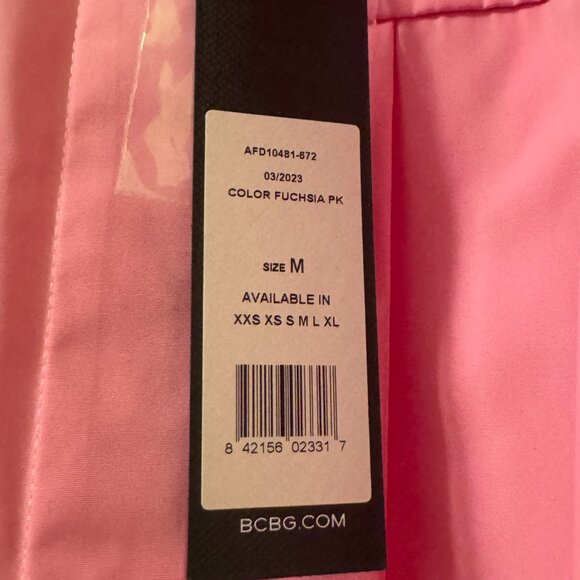 AFD10481-672
03/2023
COLOR FUCHSIA PK
SIZE M
AVAILABLE IN
XXS XS S M L XL
8 42156 02331 7
BCBG.COM